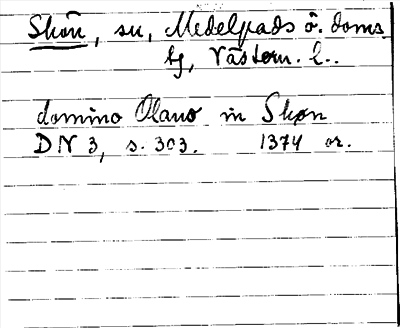 Skön, sn, Medelpads ö. doms.
tg, Västern. l..
domino Olauo in Skøn
DN 3, s. 303. 1374 or.